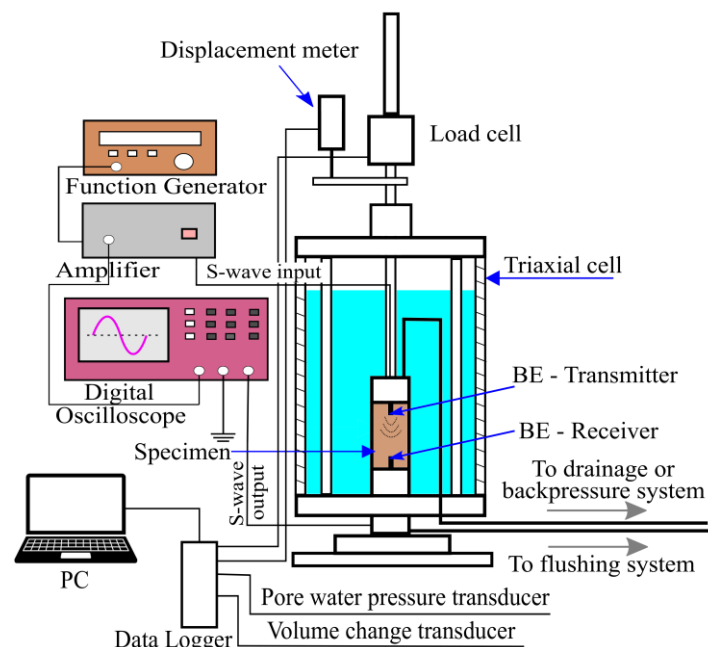 Displacement meter
Load cell
Function Generator
Amplifier
S-wave input
Triaxial cell
Digital
Oscilloscope
BE - Transmitter
BE - Receiver
Specimen
S-wave
output
To drainage or
backpressure system
To flushing system
PC
Data Logger
Pore water pressure transducer
Volume change transducer